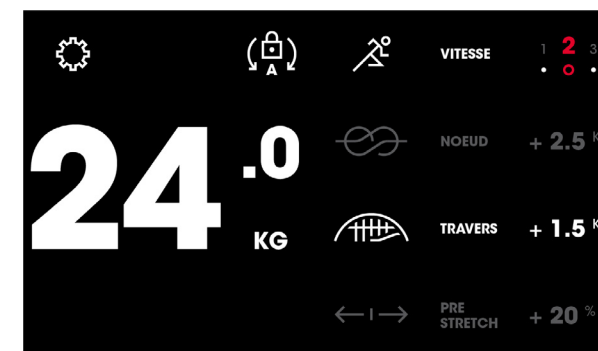 A
VITESSE
1 2 3
24.0
KG
NOEUD
+ 2.5 K
TRAVERS
+ 1.5 K
PRE
STRETCH
+ 20 %